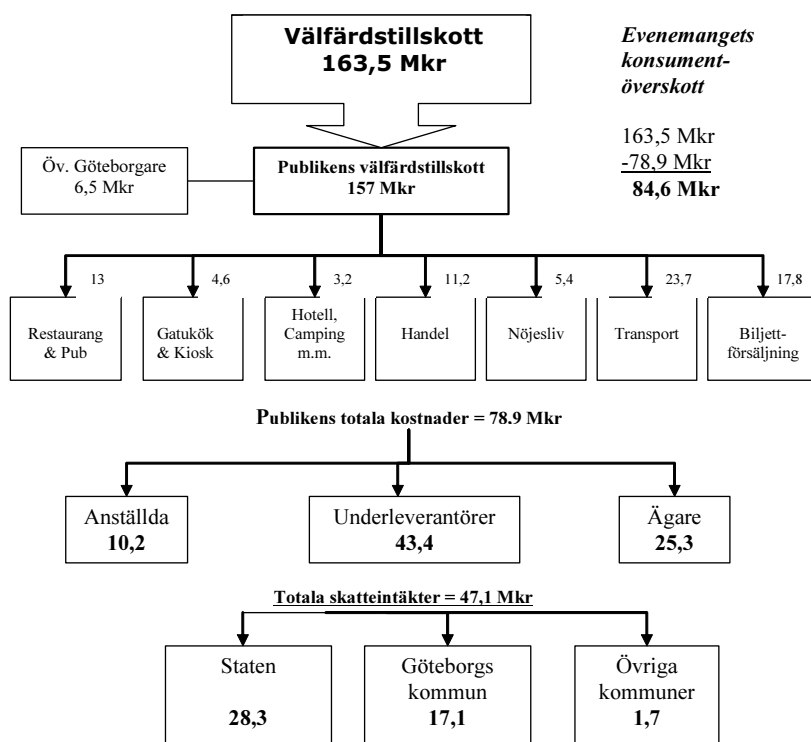 Välfärdstillskott
163,5 Mkr
Evenemangets
konsument-
överskott
163,5 Mkr
-78,9 Mkr
84,6 Mkr
Öv. Göteborgare
6,5 Mkr
Publikens välfärdstillskott
157 Mkr
13
4,6
3,2
11,2
5,4
23,7
17,8
Restaurang
& Pub
Gatukök
& Kiosk
Hotell,
Camping
m.m.
Handel
Nöjesliv
Transport
Biljett-
försäljning
Publikens totala kostnader = 78.9 Mkr
Anställda
10,2
Underleverantörer
43,4
Ägare
25,3
Totala skatteintäkter = 47,1 Mkr
Staten
28,3
Göteborgs
kommun
17,1
Övriga
kommuner
1,7